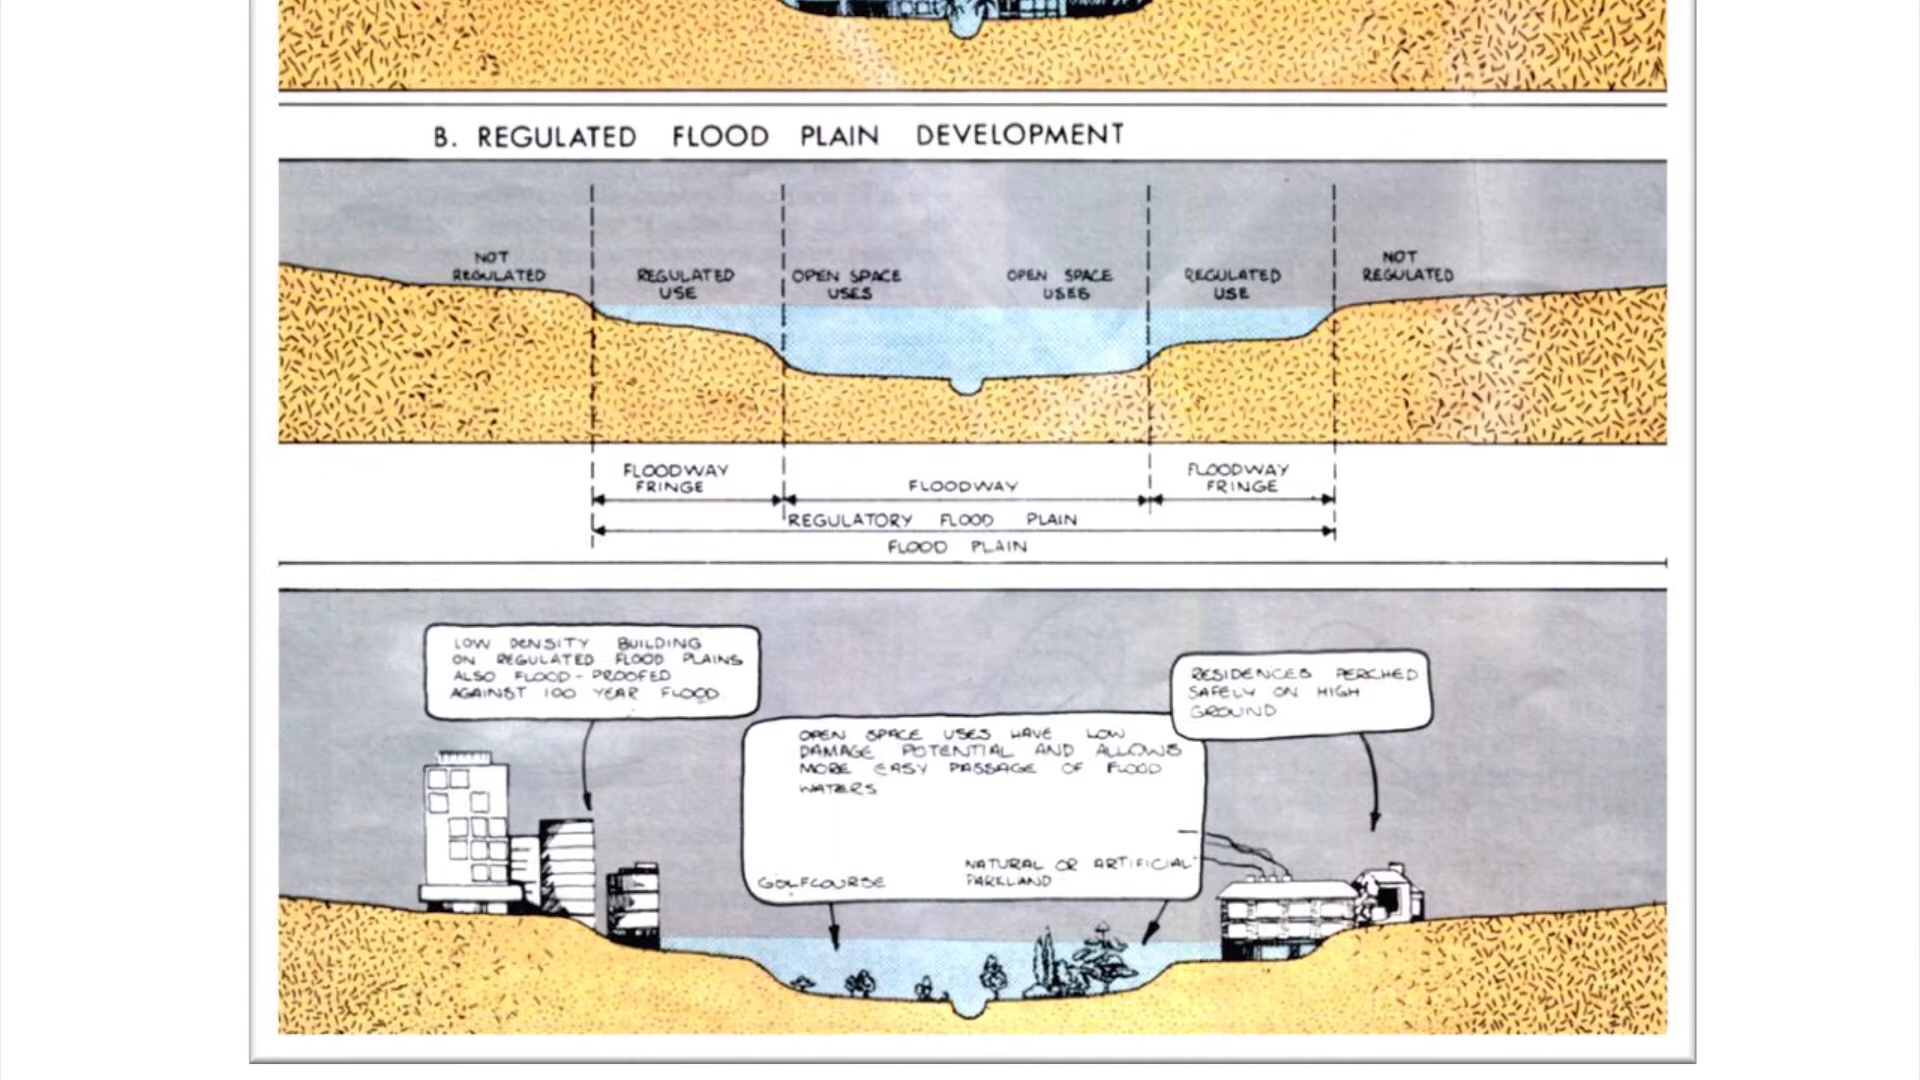 B. REGULATED FLOOD PLAIN DEVELOPMENT
NOT
REGULATED
REGULATED
USE
OPEN SPACE
USES
OPEN SPACE
USES
REGULATED
USE
NOT
REGULATED
FLOODWAY
FRINGE
FLOODWAY
FLOODWAY
FRINGE
REGULATORY FLOOD PLAIN
FLOOD PLAIN
LOW DENSITY BUILDING
ON REGULATED FLOOD PLAINS
ALSO FLOOD-PROOFED
AGAINST 100 YEAR FLOOD
RESIDENCES PERCHED
SAFELY ON HIGH
GROUND
OPEN SPACE USES HAVE LOW
DAMAGE POTENTIAL AND ALLOWS
MORE EASY PASSAGE OF FLOOD
WATERS
GOLFCOURSE
NATURAL OR ARTIFICIAL
PARKLAND